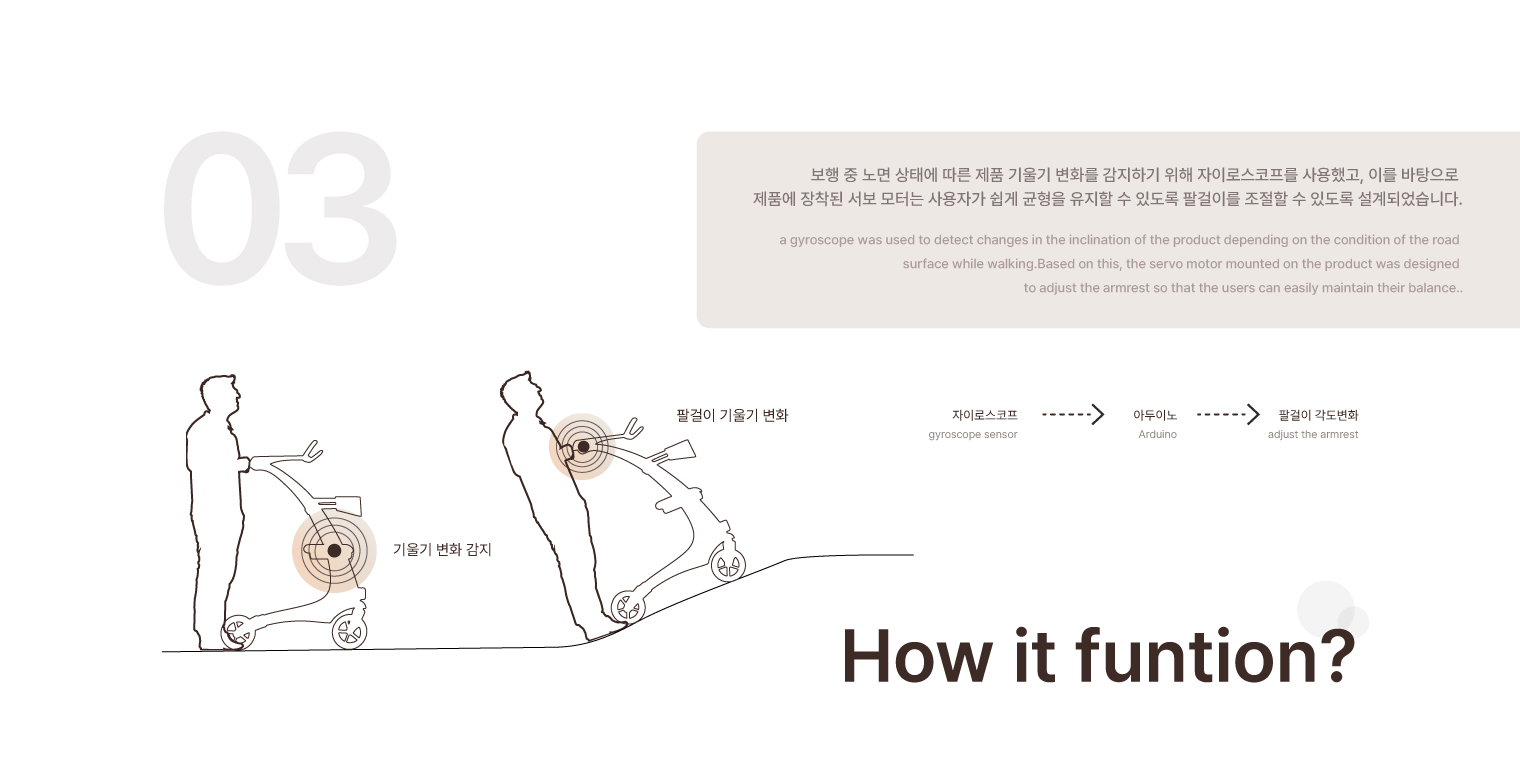 03
보행 중 노면 상태에 따른 제품 기울기 변화를 감지하기 위해 자이로스코프를 사용했고, 이를 바탕으로
제품에 장착된 서보 모터는 사용자가 쉽게 균형을 유지할 수 있도록 팔걸이를 조절할 수 있도록 설계되었습니다.
a gyroscope was used to detect changes in the inclination of the product depending on the condition of the road
surface while walking.Based on this, the servo motor mounted on the product was designed
to adjust the armrest so that the users can easily maintain their balance..
팔걸이 기울기 변화
기울기 변화 감지
자이로스코프
gyroscope sensor
아두이노
Arduino
팔걸이 각도변화
adjust the armrest
How it funtion?